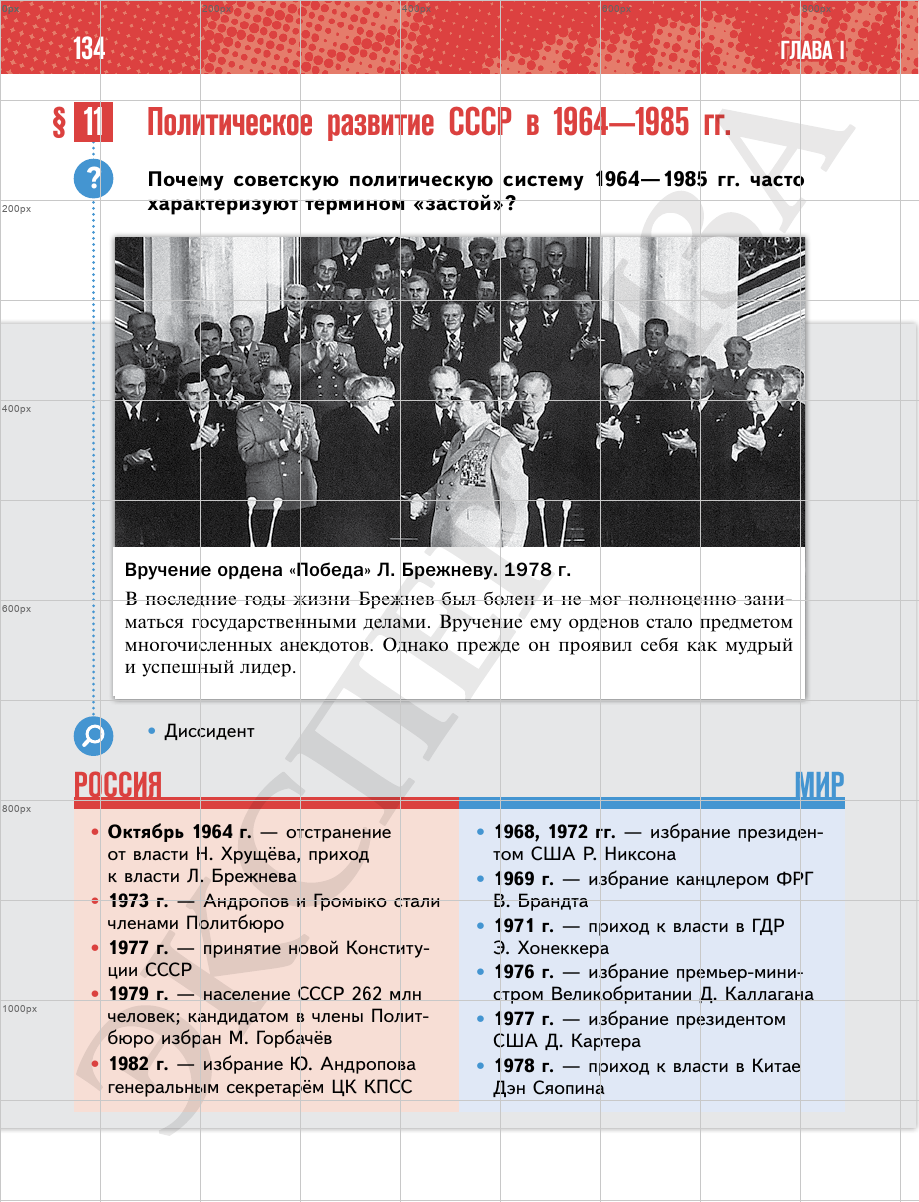 134
ГЛАВА I
§ 11
Политическое развитие СССР в 1964—1985 гг.
?
Почему советскую политическую систему 1964—1985 гг. часто
характеризуют термином «застой»?
200px
400px
Вручение ордена «Победа» Л. Брежневу. 1978 г.
В последние годы жизни Брежнев был болен и не мог полноценно зани-
600px
маться государственными делами. Вручение ему орденов стало предметом
многочисленных анекдотов. Однако прежде он проявил себя как мудрый
и успешный лидер.
• Диссидент
РОССИЯ
800px
• Октябрь 1964 г. — отстранение
от власти Н. Хрущёва, приход
к власти Л. Брежнева
• 1973 г. — Андропов и Громыко стали
членами Политбюро
• 1977 г. — принятие новой Конститу-
ции СССР
• 1979 г. — население СССР 262 млн
1000px
человек; кандидатом в члены Полит-
бюро избран М. Горбачёв
• 1982 г. — избрание Ю. Андропова
генеральным секретарём ЦК КПСС
МИР
• 1968, 1972 гг. — избрание президен-
том США Р. Никсона
• 1969 г. — избрание канцлером ФРГ
В. Брандта
• 1971 г. — приход к власти в ГДР
Э. Хонеккера
• 1976 г. — избрание премьер-мини-
стром Великобритании Д. Каллагана
• 1977 г. — избрание президентом
США Д. Картера
• 1978 г. — приход к власти в Китае
Дэн Сяопина
ЭКСПЕРТИЗА